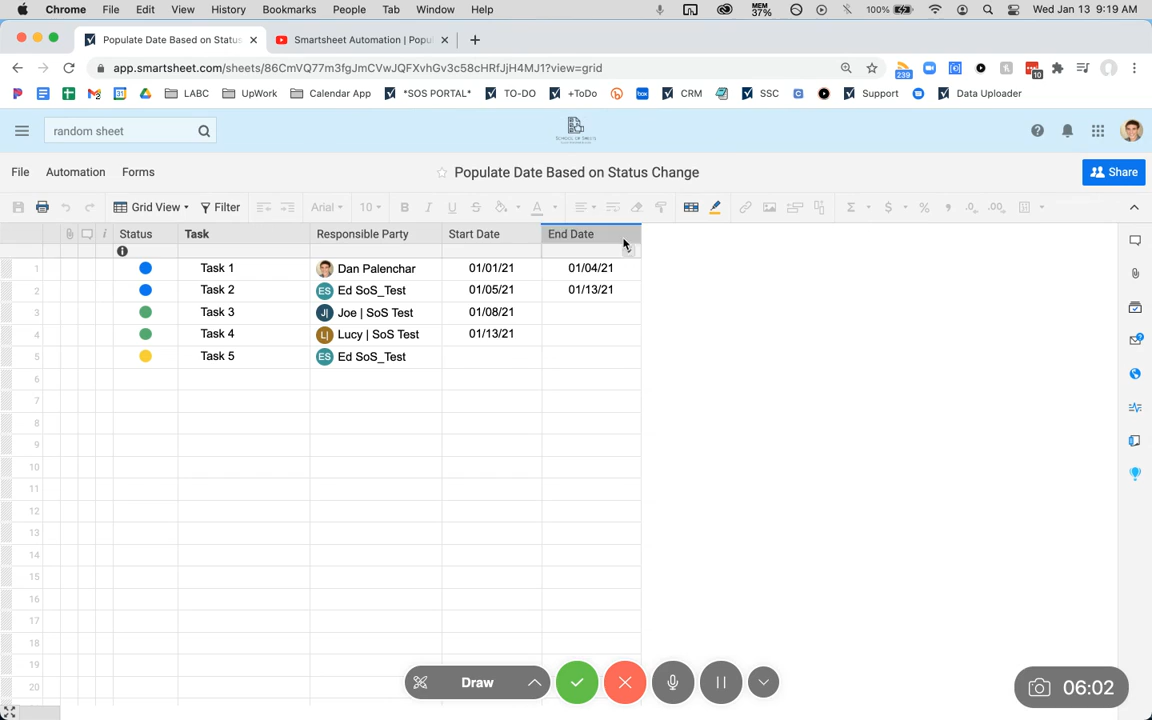 Chrome File Edit View History Bookmarks People Tab Window Help MEM 37% 100% Wed Jan 13 9:19 AM
Populate Date Based on Status Smartsheet Automation | Popul
app.smartsheet.com/sheets/86CmVQ77m3fgJmCVwJQFXvhGv3c58cHRfJjH4MJ1?view=grid 239 10
LABC UpWork Calendar App *SOS PORTAL* TO-DO +ToDo CRM SSC Support Data Uploader
random sheet
File Automation Forms Populate Date Based on Status Change Share
Grid View Filter Arial 10 B I U S A Σ $ % , .0 .00
Status Task Responsible Party Start Date End Date
1 Task 1 Dan Palenchar 01/01/21 01/04/21
2 Task 2 ES Ed SoS_Test 01/05/21 01/13/21
3 Task 3 J| Joe | SoS Test 01/08/21
4 Task 4 L| Lucy | SoS Test 01/13/21
5 Task 5 ES Ed SoS_Test
6
7
8
9
10
11
12
13
14
15
16
17
18
19
20
Draw 06:02